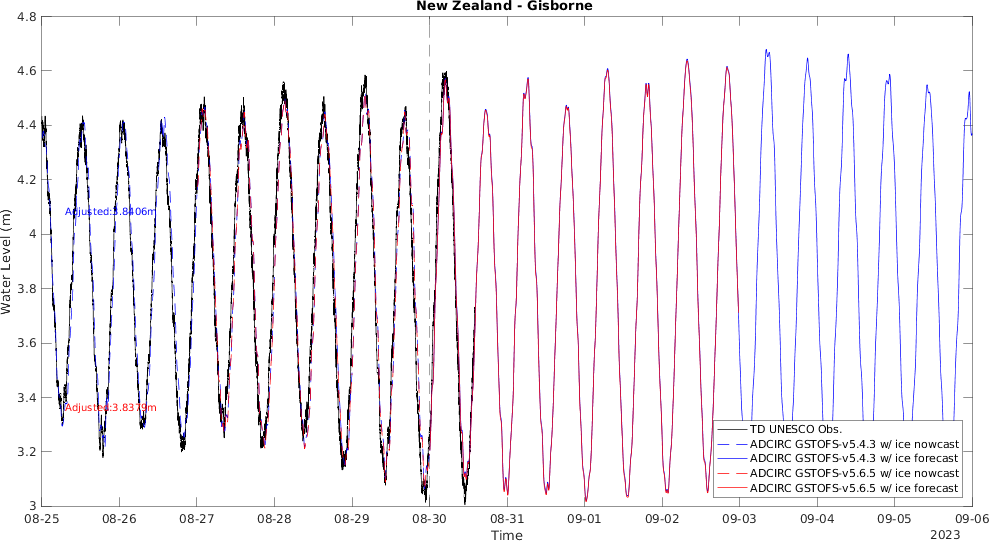 New Zealand - Gisborne
4.8
4.6
4.4
4.2
4
3.8
3.6
3.4
3.2
3
Water Level (m)
Adjusted:3.8406m
Adjusted:3.8379m
TD UNESCO Obs.
ADCIRC GSTOFS-v5.4.3 w/ ice nowcast
ADCIRC GSTOFS-v5.4.3 w/ ice forecast
ADCIRC GSTOFS-v5.6.5 w/ ice nowcast
ADCIRC GSTOFS-v5.6.5 w/ ice forecast
08-25 08-26 08-27 08-28 08-29 08-30 08-31 09-01 09-02 09-03 09-04 09-05 09-06
Time
2023